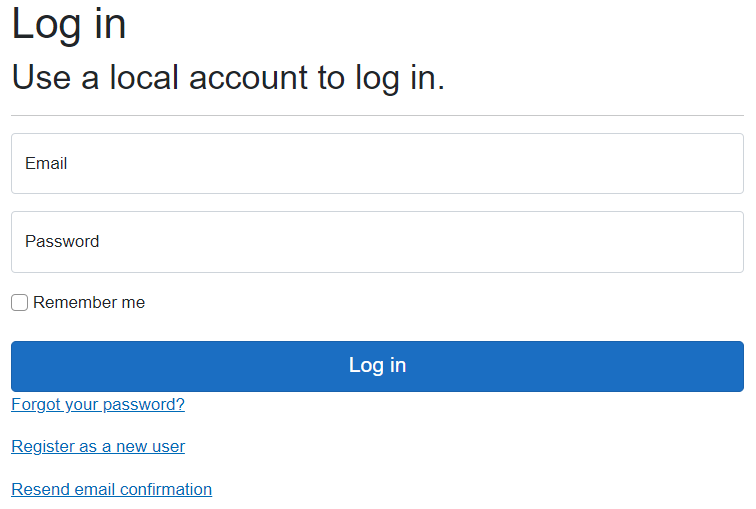 Log in
Use a local account to log in.
Email
Password
Remember me
Log in
Forgot your password?
Register as a new user
Resend email confirmation